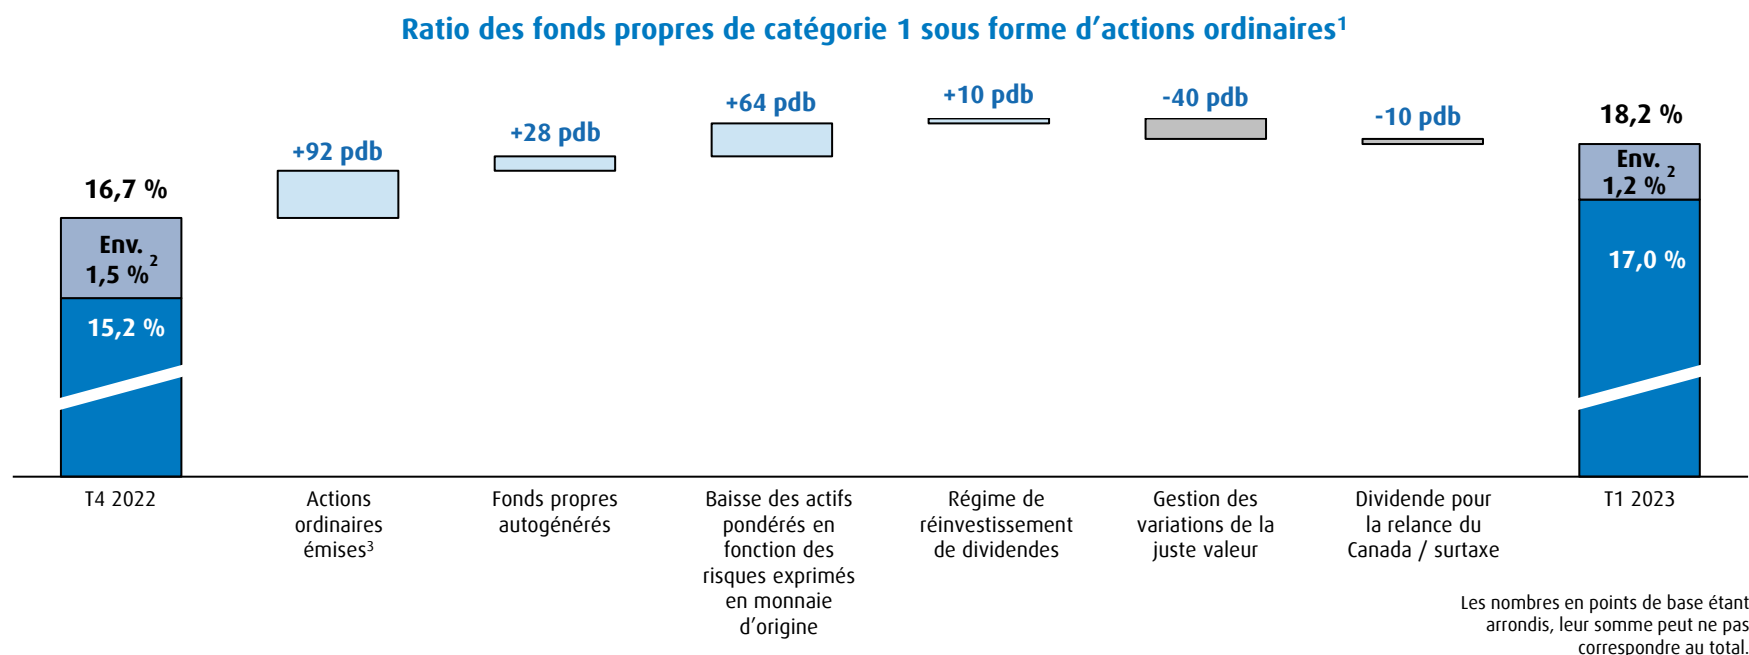 Ratio des fonds propres de catégorie 1 sous forme d’actions ordinaires¹
16,7 %
Env.
1,5 %²
15,2 %
+92 pdb
+28 pdb
+64 pdb
+10 pdb
-40 pdb
-10 pdb
18,2 %
Env.
1,2 %²
17,0 %
T4 2022
Actions
ordinaires
émises³
Fonds propres
autogénérés
Baisse des actifs
pondérés en
fonction des
risques exprimés
en monnaie
d’origine
Régime de
réinvestissement
de dividendes
Gestion des
variations de la
juste valeur
Dividende pour
la relance du
Canada / surtaxe
T1 2023
Les nombres en points de base étant
arrondis, leur somme peut ne pas
correspondre au total.